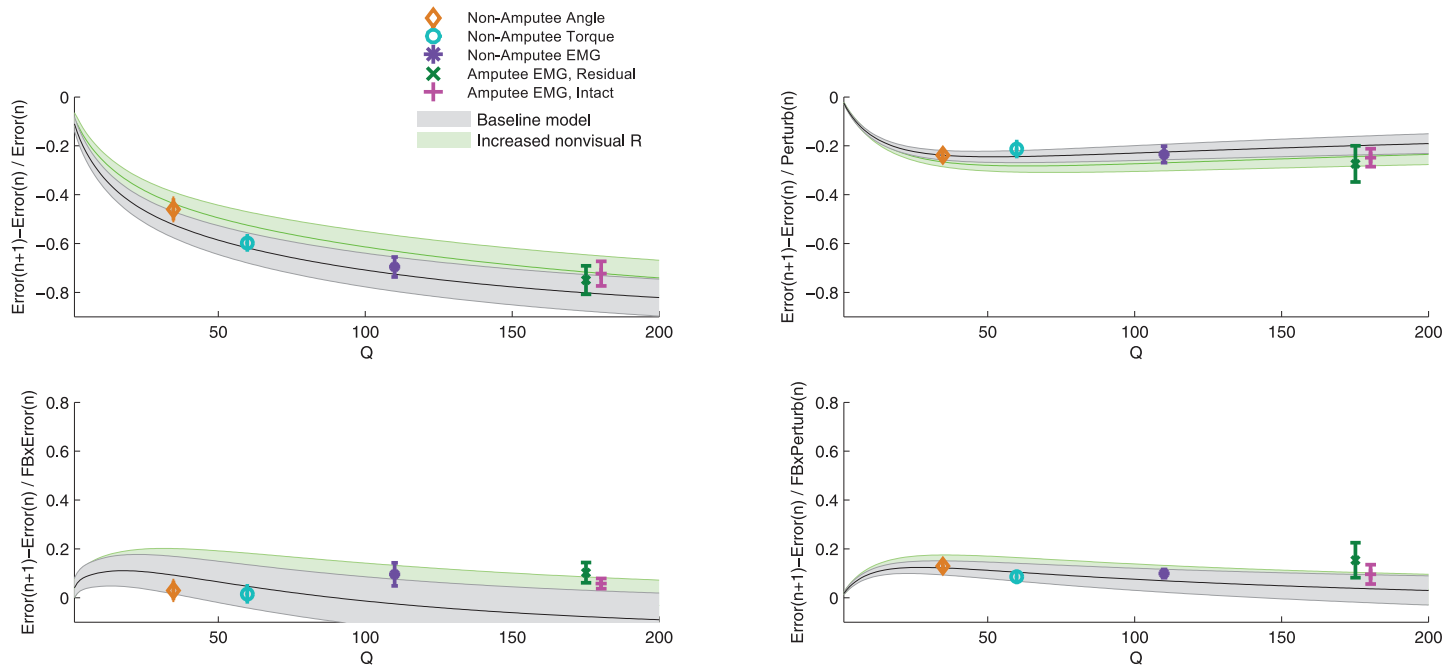 Non-Amputee Angle
Non-Amputee Torque
Non-Amputee EMG
Amputee EMG, Residual
Amputee EMG, Intact
Baseline model
Increased nonvisual R
Error(n+1)−Error(n) / Error(n)
0
−0.2
−0.4
−0.6
−0.8
50
100
150
200
Q
Error(n+1)−Error(n) / Perturb(n)
0
−0.2
−0.4
−0.6
−0.8
50
100
150
200
Q
Error(n+1)−Error(n) / FBxError(n)
0.8
0.6
0.4
0.2
0
50
100
150
200
Q
Error(n+1)−Error(n) / FBxPerturb(n)
0.8
0.6
0.4
0.2
0
50
100
150
200
Q